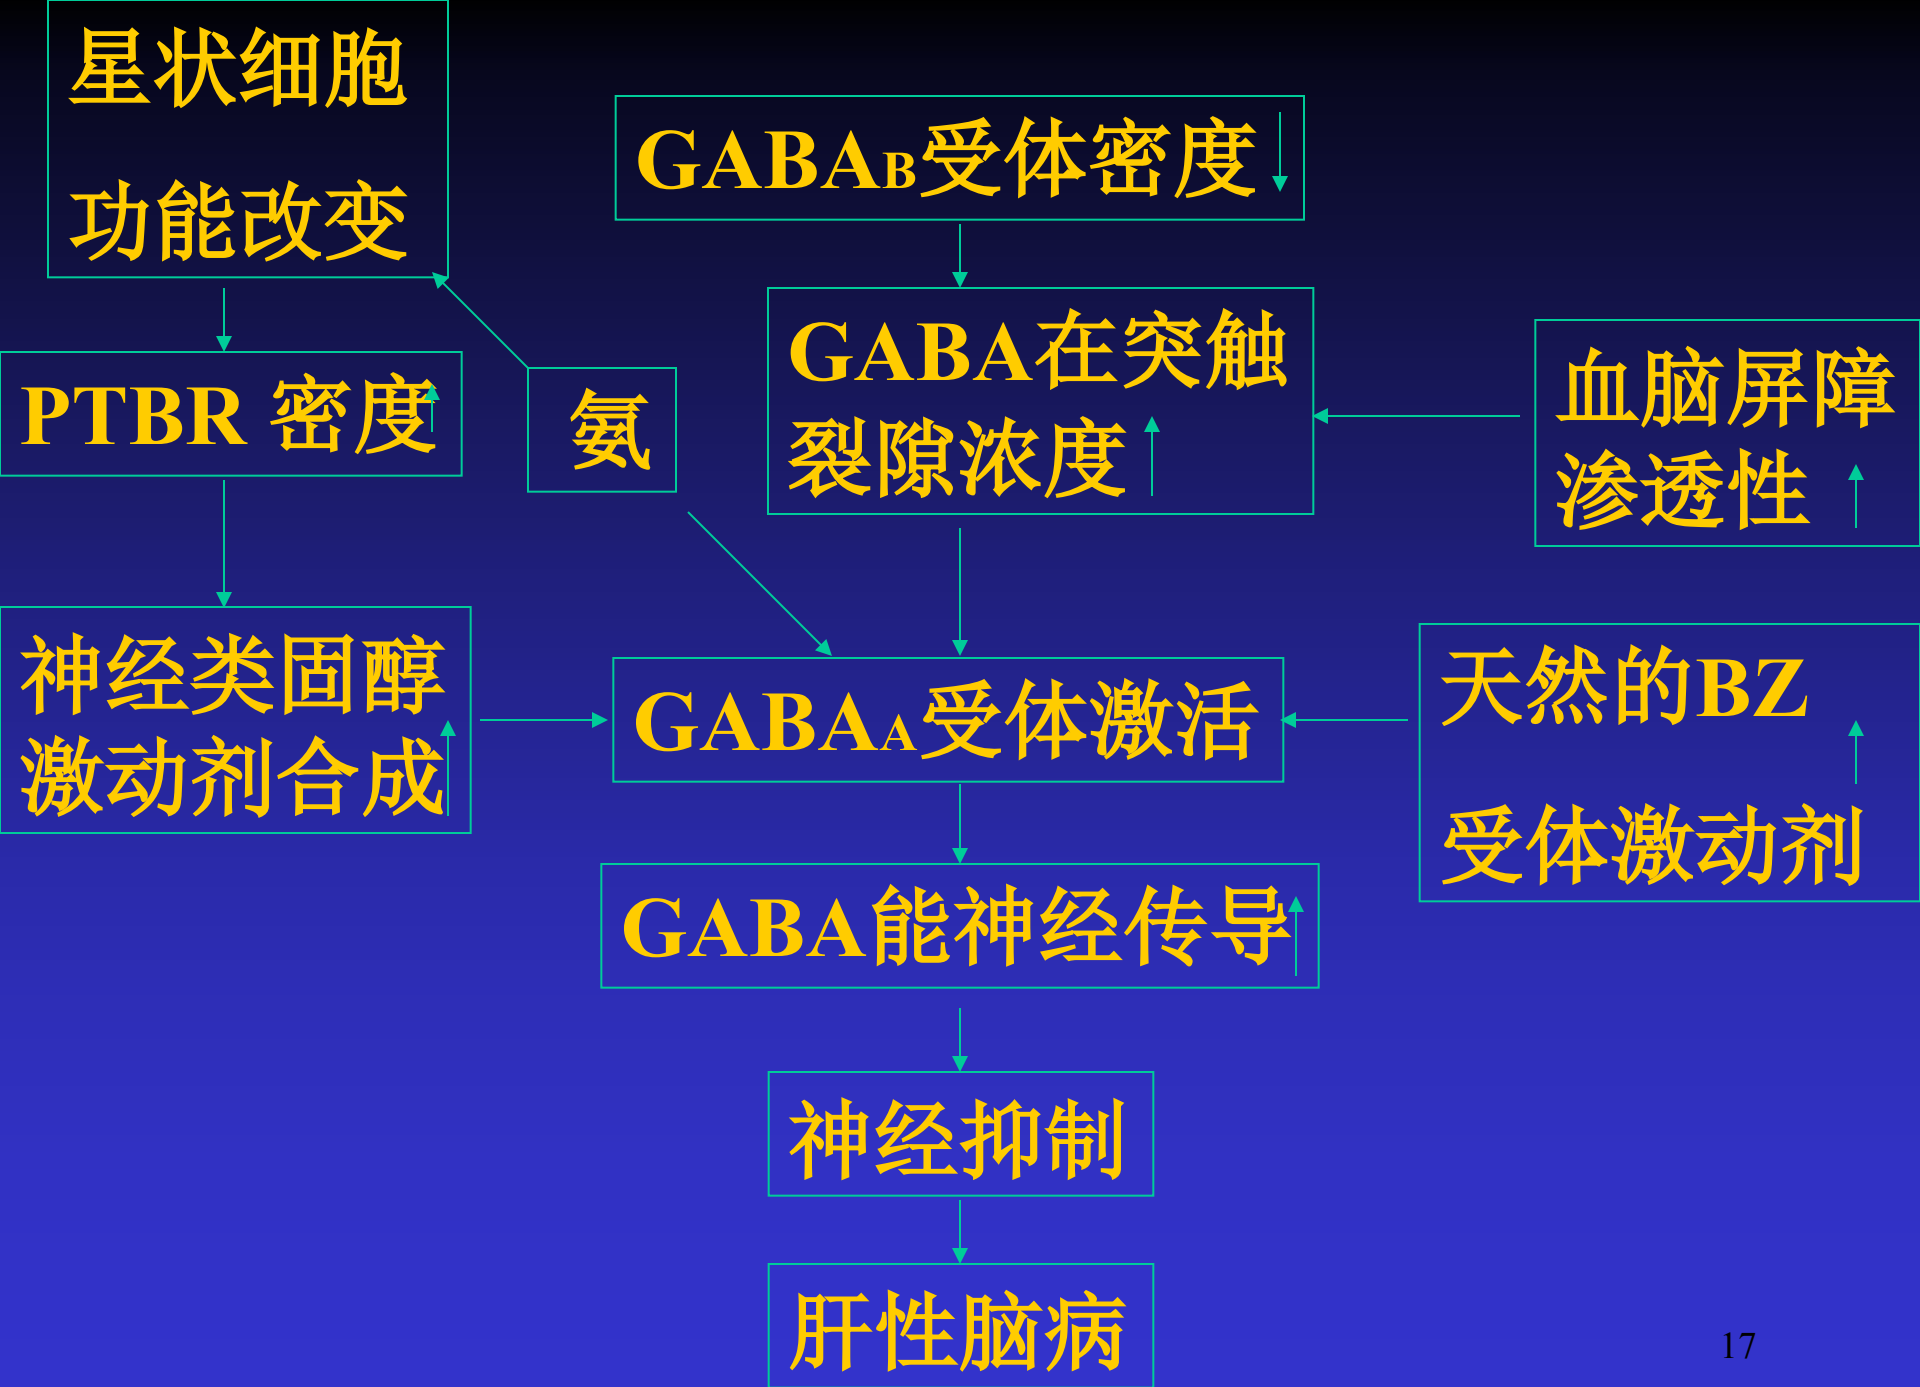 星状细胞
功能改变
GABAB受体密度
GABA在突触
裂隙浓度
血脑屏障
渗透性
PTBR 密度
氨
神经类固醇
激动剂合成
GABAA受体激活
天然的BZ
受体激动剂
GABA能神经传导
神经抑制
肝性脑病
17